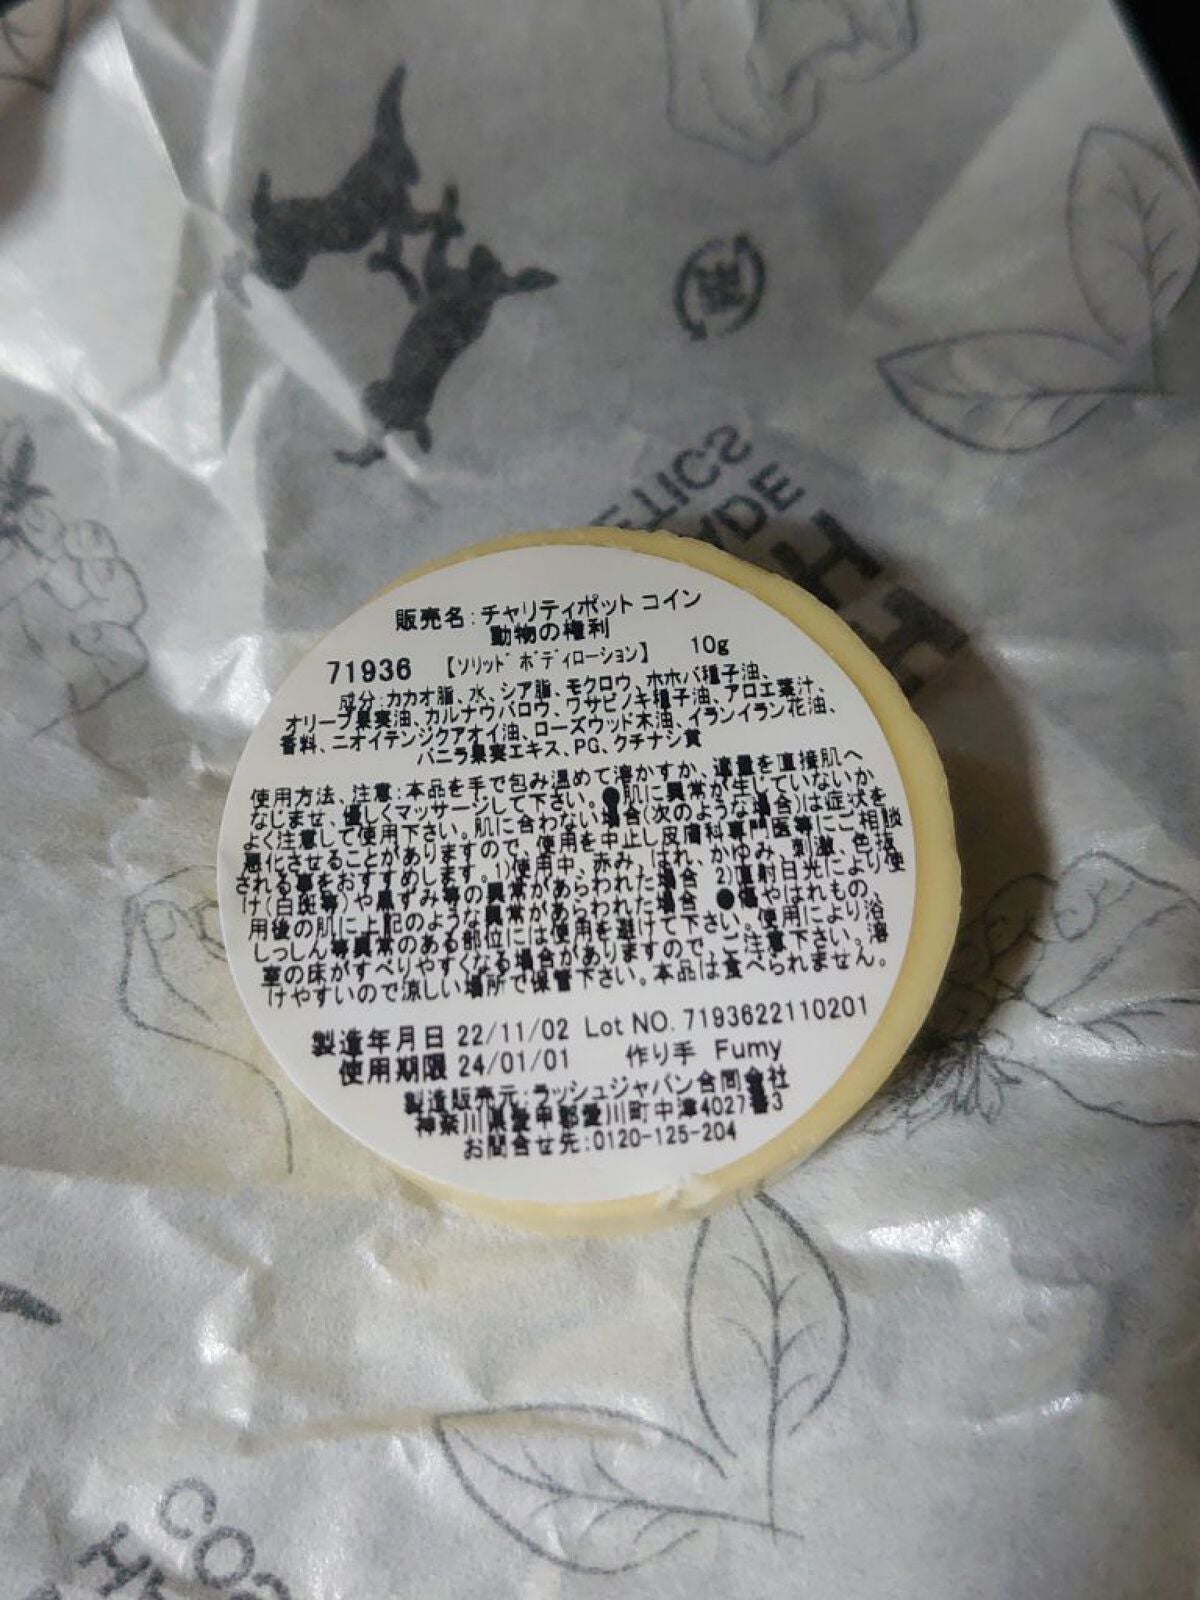 販売名:チャリティポット コイン
動物の権利
71936 【ソリッド ボディローション】 10g
成分:カカオ脂、水、シア脂、モクロウ、ホホバ種子油、
オリーブ果実油、カルナウバロウ、ワサビノキ種子油、アロエ葉汁、
香料、ニオイテンジクアオイ油、ローズウッド木油、イランイラン花油、
バニラ果実エキス、PG、クチナシ黄
使用方法、注意:本品を手で包み温めて溶かすか、適量を直接肌へ
なじませ、優しくマッサージして下さい。●肌に異常が生じていないか
よく注意して使用下さい。肌に合わない場合(次のような場合)は症状を
悪化させることがありますので、使用を中止し皮膚科専門医等にご相談
される事をおすすめします。1)使用中、赤み、はれ、かゆみ、刺激、色抜
け(白斑等)や黒ずみ等の異常があらわれた場合 2)直射日光により使
用後の肌に上記のような異常があらわれた場合 ●傷やはれもの、
しっしん等異常のある部位には使用を避けて下さい。使用により浴
室の床がすべりやすくなる場合がありますので、ご注意下さい。溶
けやすいので涼しい場所で保管下さい。本品は食べられません。
製造年月日 22/11/02 Lot NO. 7193622110201
使用期限 24/01/01 作り手 Fumy
製造販売元:ラッシュジャパン合同会社
神奈川県愛甲郡愛川町中津4027番3
お問合せ先:0120-125-204